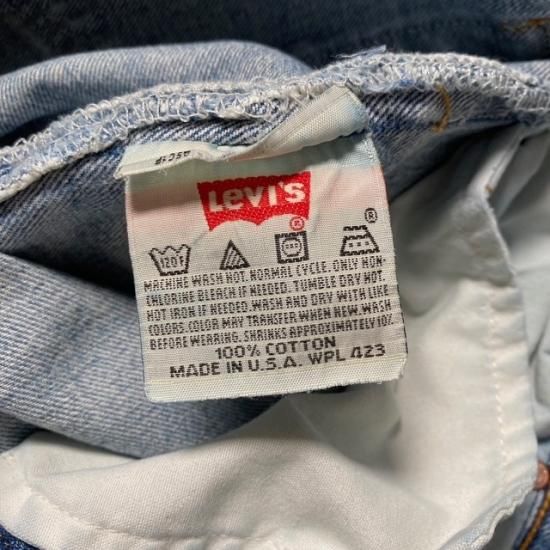 Levi's
®
®
120F
MACHINE WASH HOT. NORMAL CYCLE. ONLY NON-
CHLORINE BLEACH IF NEEDED. TUMBLE DRY HOT.
HOT IRON IF NEEDED. WASH AND DRY WITH LIKE
COLORS. COLOR MAY TRANSFER WHEN NEW. WASH
BEFORE WEARING. SHRINKS APPROXIMATELY 10%
100% COTTON
MADE IN U.S.A. WPL 423